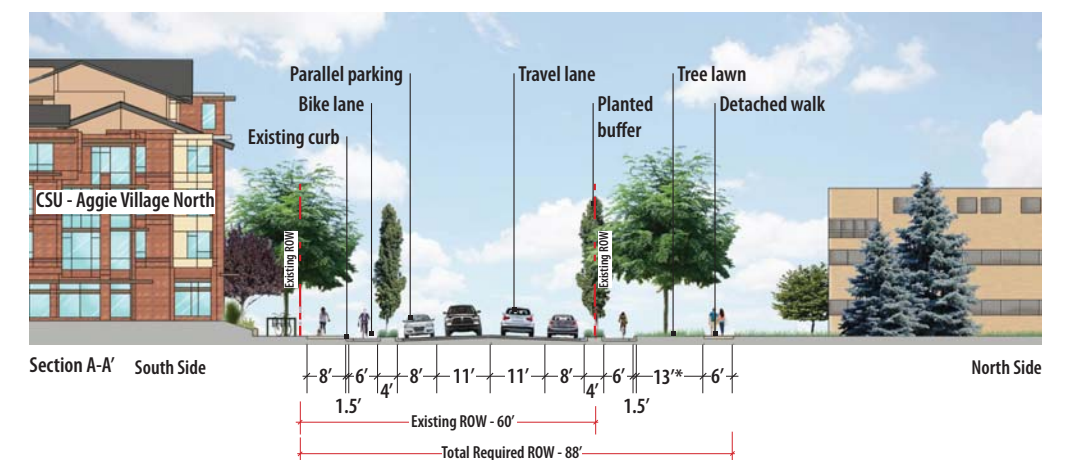 Parallel parking
Travel lane
Tree lawn
Bike lane
Planted
buffer
Detached walk
Existing curb
CSU - Aggie Village North
Existing ROW
Existing ROW
Section A-A’
South Side
North Side
8’
6’
8’
11’
11’
8’
6’
13’*
6’
4’
4’
1.5’
1.5’
Existing ROW - 60’
Total Required ROW - 88’